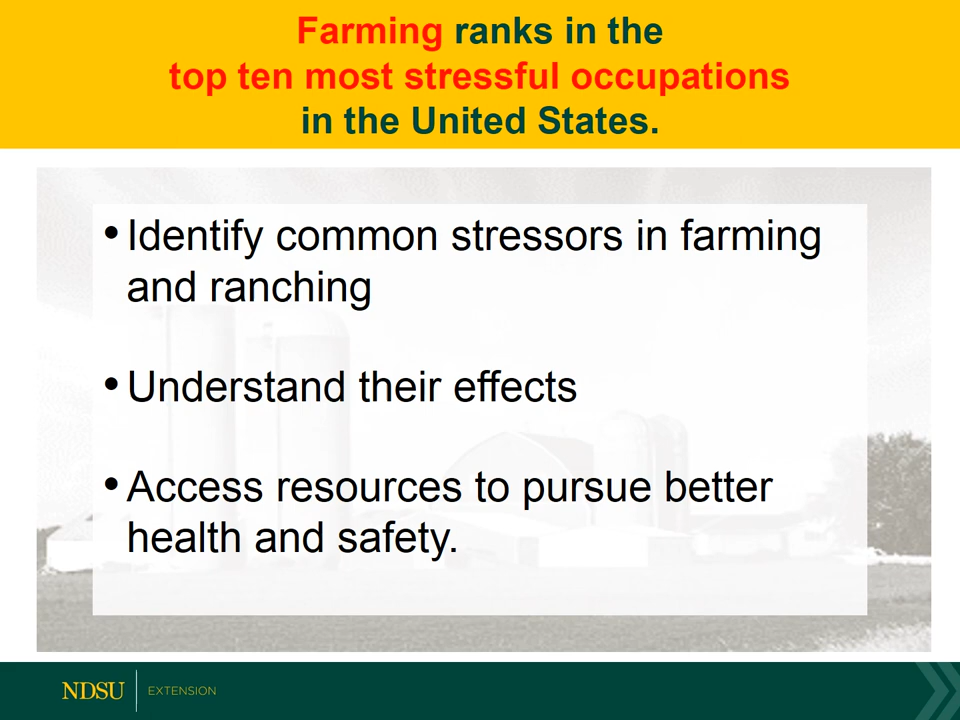 Farming ranks in the
top ten most stressful occupations
in the United States.
• Identify common stressors in farming
and ranching
• Understand their effects
• Access resources to pursue better
health and safety.
NDSU EXTENSION